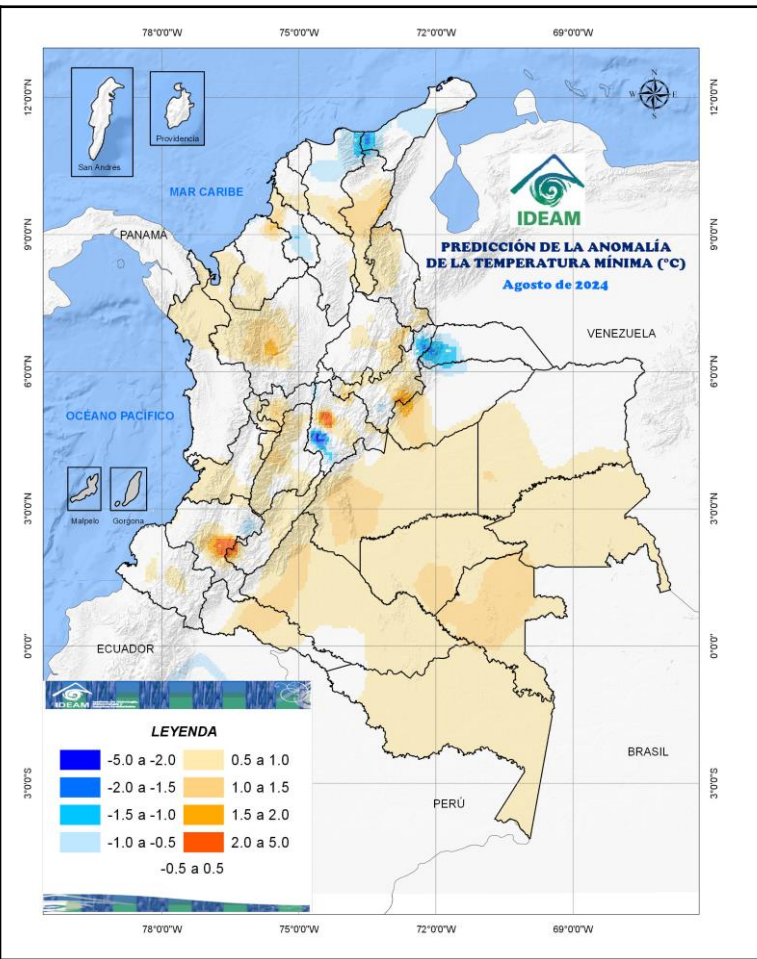 78°0'0"W 75°0'0"W 72°0'0"W 69°0'0"W
12°0'0"N 12°0'0"N
N
W E
S
San Andrés
Providencia
MAR CARIBE
IDEAM
9°0'0"N 9°0'0"N
PANAMÁ
PREDICCIÓN DE LA ANOMALÍA
DE LA TEMPERATURA MÍNIMA (°C)
Agosto de 2024
VENEZUELA
6°0'0"N 6°0'0"N
OCÉANO PACÍFICO
Malpelo Gorgona
3°0'0"N 3°0'0"N
ECUADOR
0°0'0" 0°0'0"
IDEAM
LEYENDA
-5.0 a -2.0 0.5 a 1.0
-2.0 a -1.5 1.0 a 1.5
-1.5 a -1.0 1.5 a 2.0
-1.0 a -0.5 2.0 a 5.0
-0.5 a 0.5
BRASIL
PERÚ
3°0'0"S
78°0'0"W 75°0'0"W 72°0'0"W 69°0'0"W